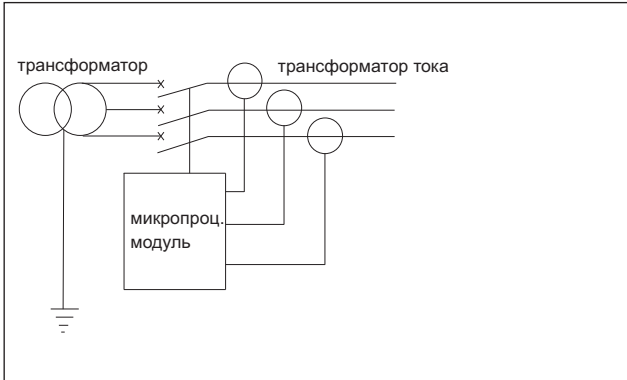 трансформатор
трансформатор тока
микропроц.
модуль